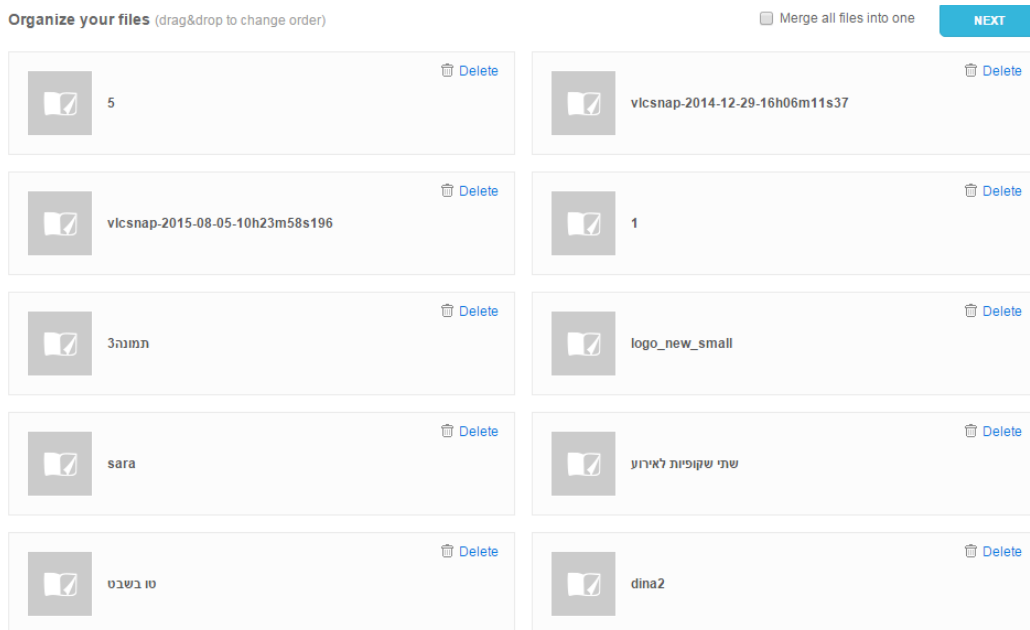 Organize your files (drag&drop to change order)
Merge all files into one
NEXT
Delete
5
Delete
vlcsnap-2014-12-29-16h06m11s37
Delete
vlcsnap-2015-08-05-10h23m58s196
Delete
1
Delete
תמונה3
Delete
logo_new_small
Delete
sara
Delete
שתי שקופיות לאירוע
Delete
טו בשבט
Delete
dina2